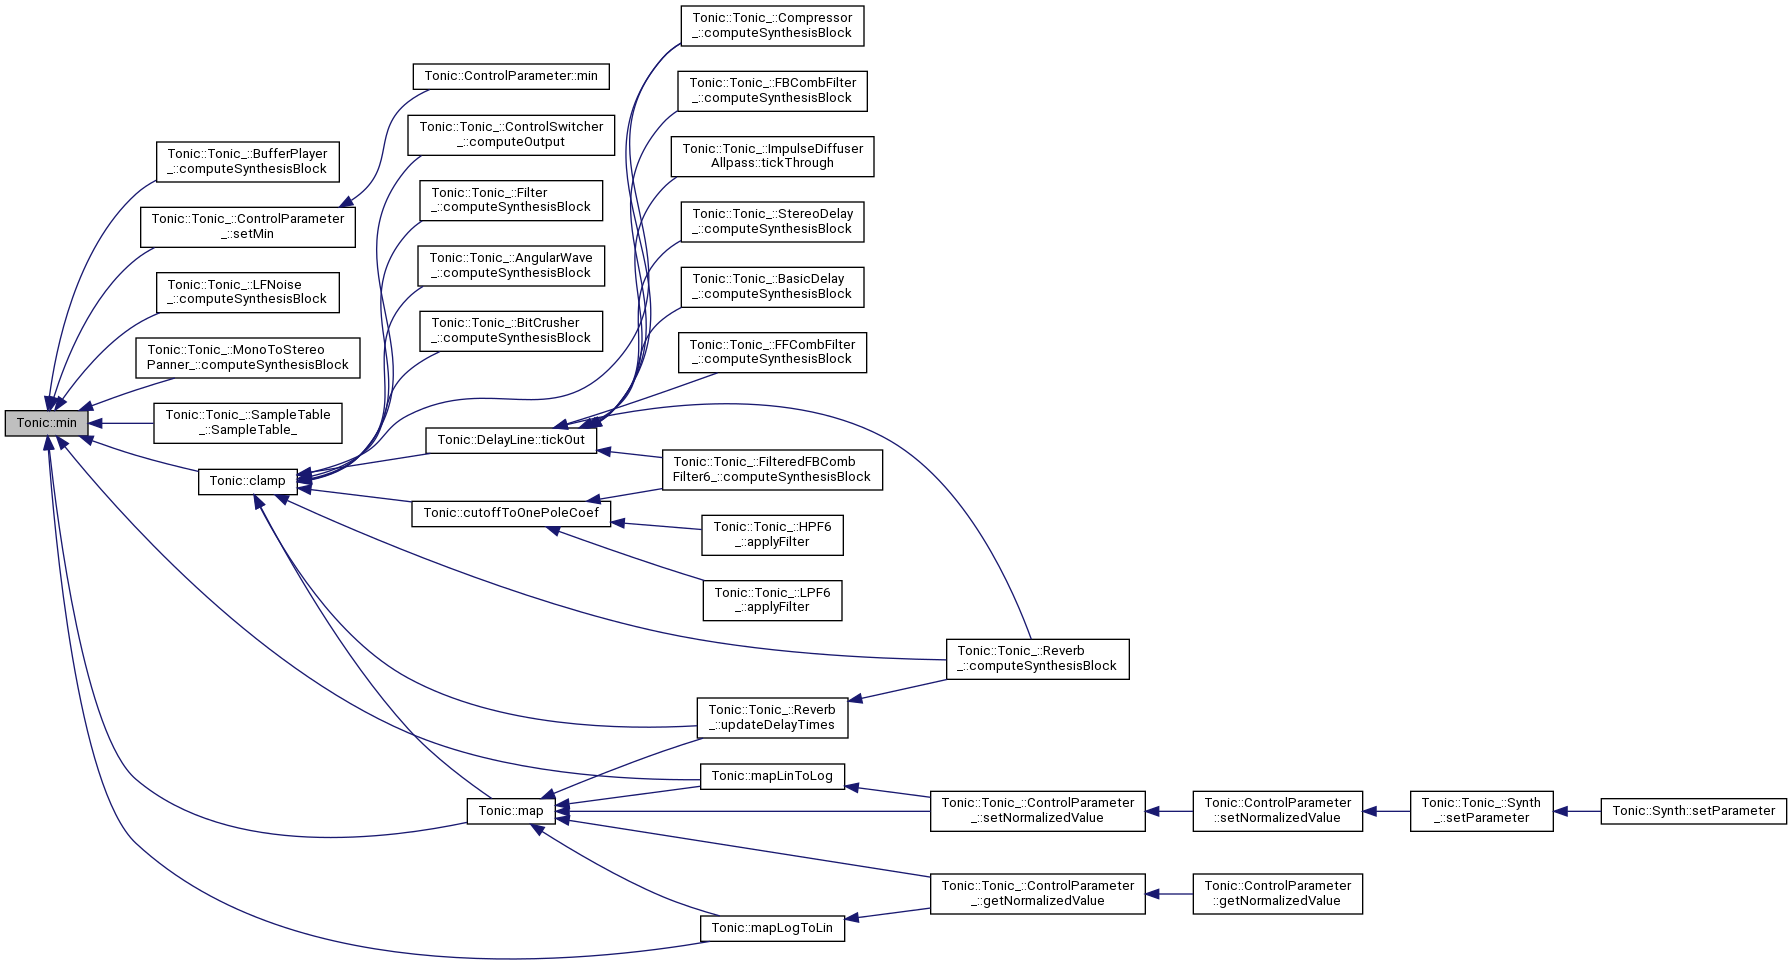 Tonic::min
Tonic::Tonic_::BufferPlayer
_::computeSynthesisBlock
Tonic::Tonic_::ControlParameter
_::setMin
Tonic::Tonic_::LFNoise
_::computeSynthesisBlock
Tonic::Tonic_::MonoToStereo
Panner_::computeSynthesisBlock
Tonic::Tonic_::SampleTable
_::SampleTable_
Tonic::clamp
Tonic::ControlParameter::min
Tonic::Tonic_::ControlSwitcher
_::computeOutput
Tonic::Tonic_::Filter
_::computeSynthesisBlock
Tonic::Tonic_::AngularWave
_::computeSynthesisBlock
Tonic::Tonic_::BitCrusher
_::computeSynthesisBlock
Tonic::DelayLine::tickOut
Tonic::cutoffToOnePoleCoef
Tonic::map
Tonic::Tonic_::Compressor
_::computeSynthesisBlock
Tonic::Tonic_::FBCombFilter
_::computeSynthesisBlock
Tonic::Tonic_::ImpulseDiffuser
Allpass::tickThrough
Tonic::Tonic_::StereoDelay
_::computeSynthesisBlock
Tonic::Tonic_::BasicDelay
_::computeSynthesisBlock
Tonic::Tonic_::FFCombFilter
_::computeSynthesisBlock
Tonic::Tonic_::FilteredFBComb
Filter6_::computeSynthesisBlock
Tonic::Tonic_::HPF6
_::applyFilter
Tonic::Tonic_::LPF6
_::applyFilter
Tonic::Tonic_::Reverb
_::updateDelayTimes
Tonic::mapLinToLog
Tonic::mapLogToLin
Tonic::Tonic_::Reverb
_::computeSynthesisBlock
Tonic::Tonic_::ControlParameter
_::setNormalizedValue
Tonic::Tonic_::ControlParameter
_::getNormalizedValue
Tonic::ControlParameter
::setNormalizedValue
Tonic::ControlParameter
::getNormalizedValue
Tonic::Tonic_::Synth
_::setParameter
Tonic::Synth::setParameter